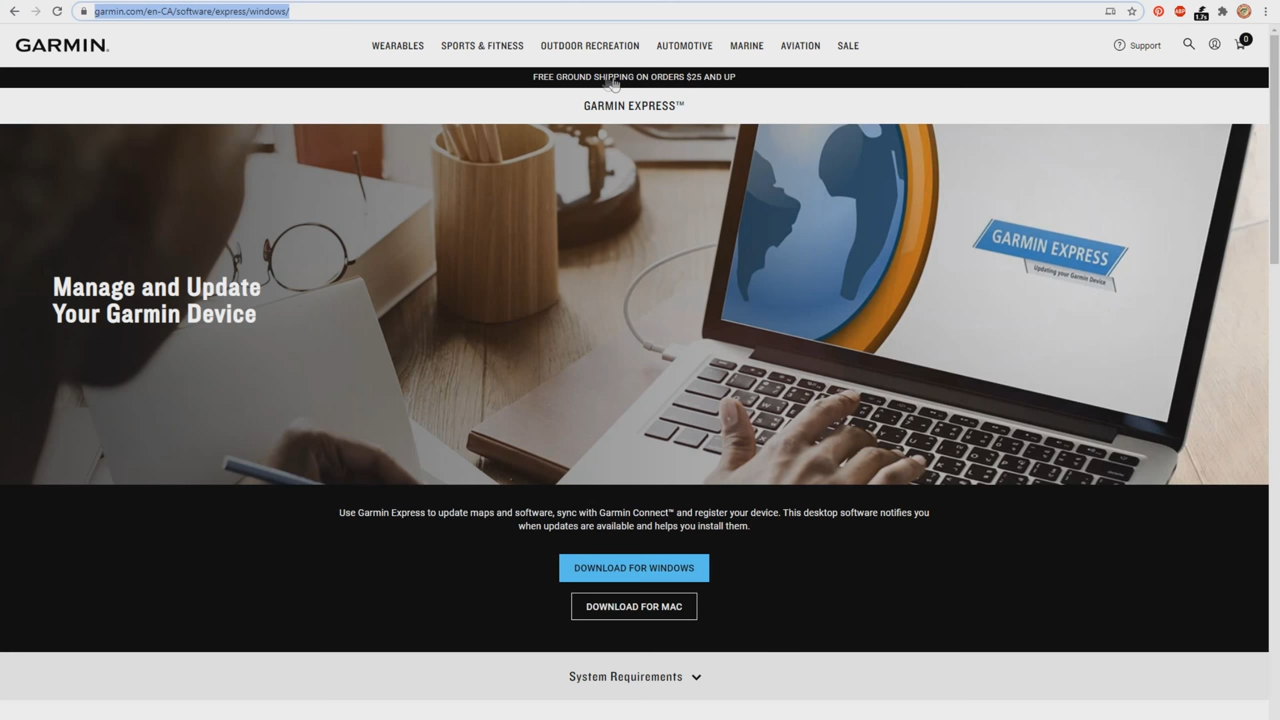 garmin.com/en-CA/software/express/windows/
1.7s
GARMIN.
WEARABLES SPORTS & FITNESS OUTDOOR RECREATION AUTOMOTIVE MARINE AVIATION SALE
Support
0
FREE GROUND SHIPPING ON ORDERS $25 AND UP
GARMIN EXPRESS™
GARMIN EXPRESS
Updating your Garmin Device
Manage and Update
Your Garmin Device
Use Garmin Express to update maps and software, sync with Garmin Connect™ and register your device. This desktop software notifies you
when updates are available and helps you install them.
DOWNLOAD FOR WINDOWS
DOWNLOAD FOR MAC
System Requirements